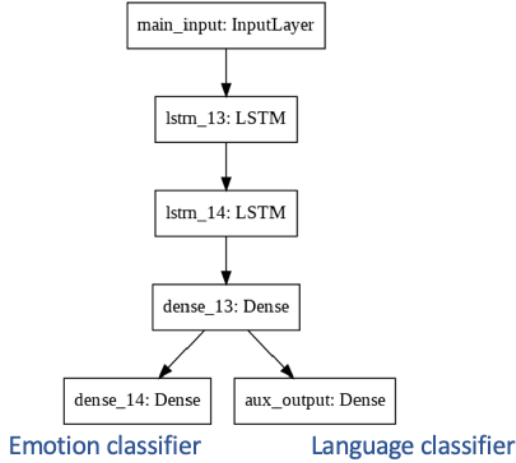 main_input: InputLayer
lstm_13: LSTM
lstm_14: LSTM
dense_13: Dense
dense_14: Dense
aux_output: Dense
Emotion classifier
Language classifier